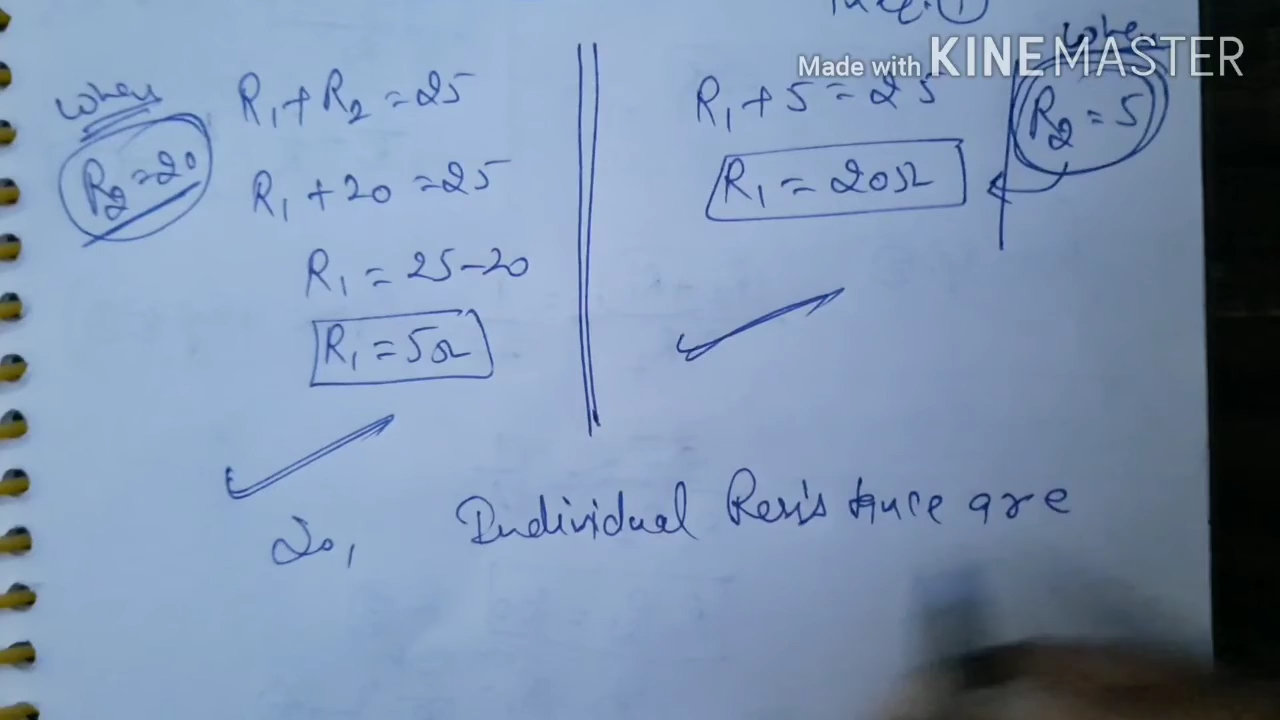 Made with KINEMASTER
when
R₂ = 20
R₁ + R₂ = 25
R₁ + 20 = 25
R₁ = 25 - 20
R₁ = 5Ω
when
R₂ = 5
R₁ + 5 = 25
R₁ = 20Ω
So, Individual Resistance are